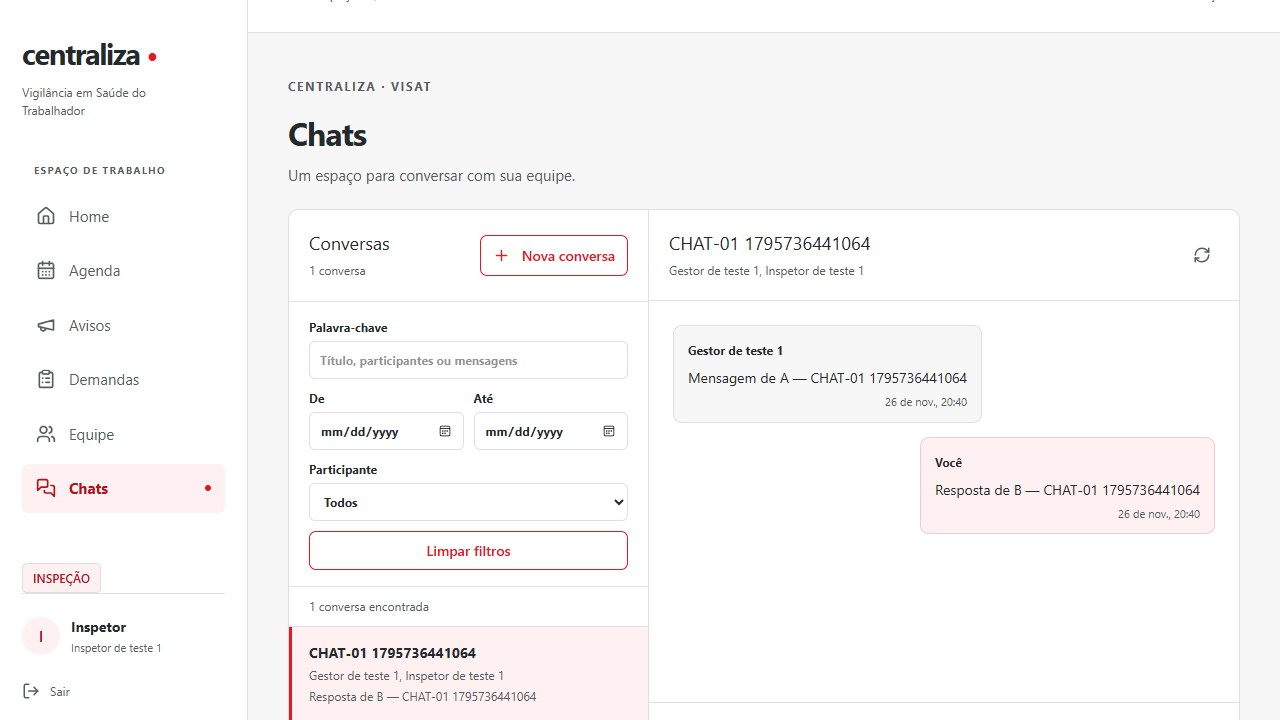 centraliza
Vigilância em Saúde do
Trabalhador
ESPAÇO DE TRABALHO
Home
Agenda
Avisos
Demandas
Equipe
Chats
INSPEÇÃO
I
Inspetor
Inspetor de teste 1
Sair
CENTRALIZA · VISAT
Chats
Um espaço para conversar com sua equipe.
Conversas
1 conversa
Nova conversa
Palavra-chave
Título, participantes ou mensagens
De
Até
mm/dd/yyyy
mm/dd/yyyy
Participante
Todos
Limpar filtros
1 conversa encontrada
CHAT-01 1795736441064
Gestor de teste 1, Inspetor de teste 1
Resposta de B — CHAT-01 1795736441064
CHAT-01 1795736441064
Gestor de teste 1, Inspetor de teste 1
Gestor de teste 1
Mensagem de A — CHAT-01 1795736441064
26 de nov., 20:40
Você
Resposta de B — CHAT-01 1795736441064
26 de nov., 20:40